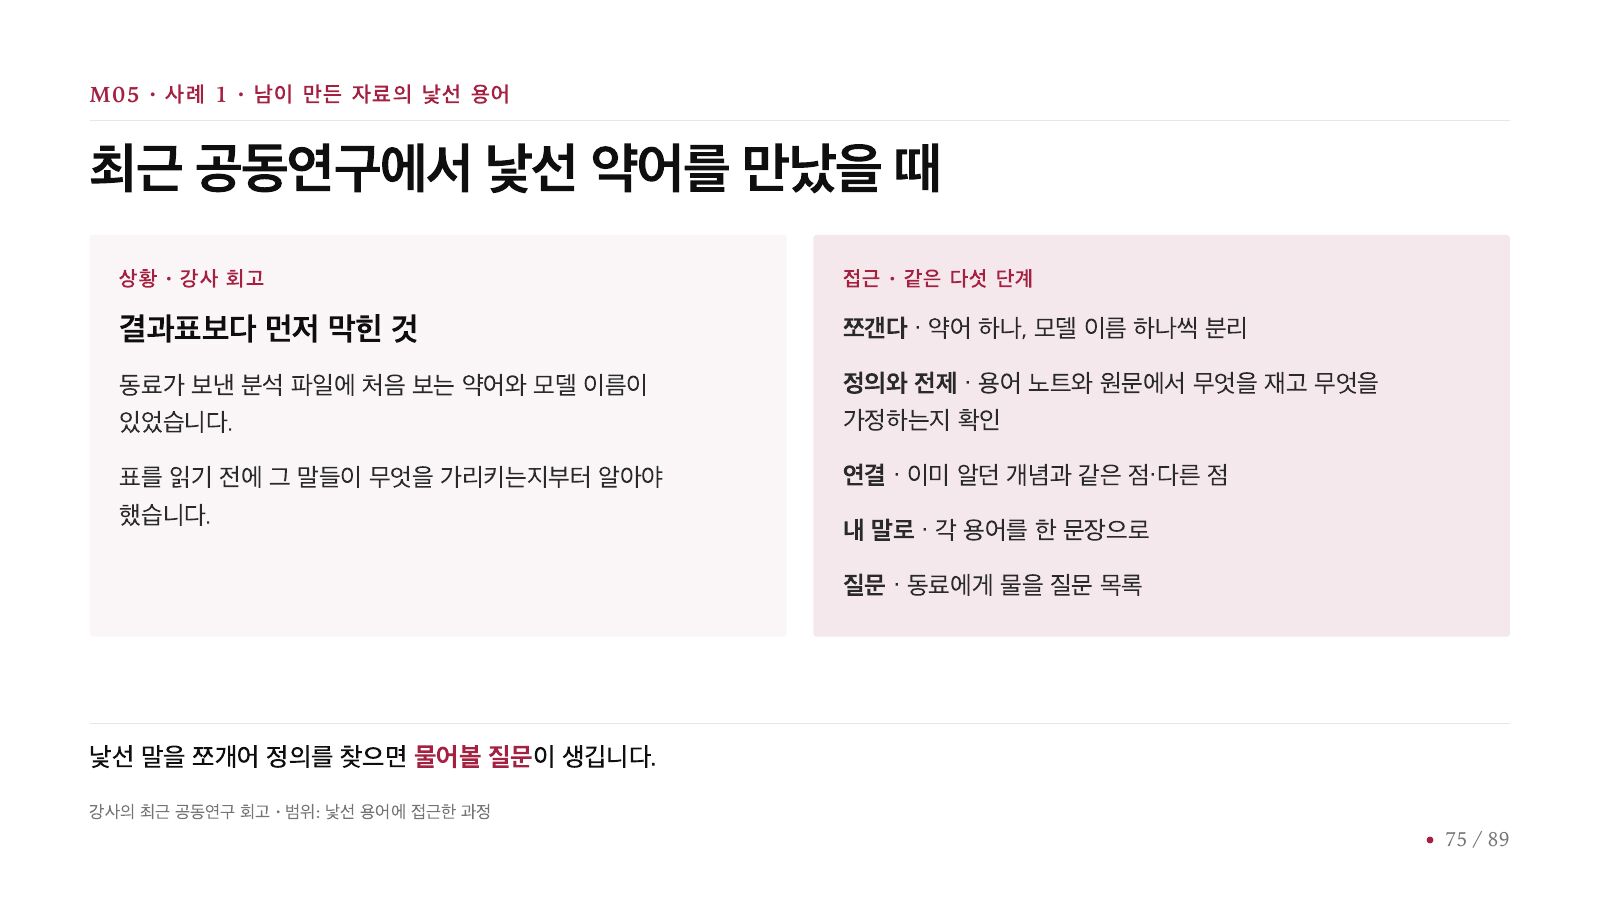 M05 · 사례 1 · 남이 만든 자료의 낯선 용어
최근 공동연구에서 낯선 약어를 만났을 때
상황 · 강사 회고
결과표보다 먼저 막힌 것
동료가 보낸 분석 파일에 처음 보는 약어와 모델 이름이
있었습니다.
표를 읽기 전에 그 말들이 무엇을 가리키는지부터 알아야
했습니다.
접근 · 같은 다섯 단계
쪼갠다 · 약어 하나, 모델 이름 하나씩 분리
정의와 전제 · 용어 노트와 원문에서 무엇을 재고 무엇을
가정하는지 확인
연결 · 이미 알던 개념과 같은 점·다른 점
내 말로 · 각 용어를 한 문장으로
질문 · 동료에게 물을 질문 목록
낯선 말을 쪼개어 정의를 찾으면 물어볼 질문이 생깁니다.
강사의 최근 공동연구 회고 · 범위: 낯선 용어에 접근한 과정
• 75 / 89